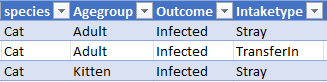 species Agegroup Outcome Intaketype
Cat Adult Infected Stray
Cat Adult Infected TransferIn
Cat Kitten Infected Stray